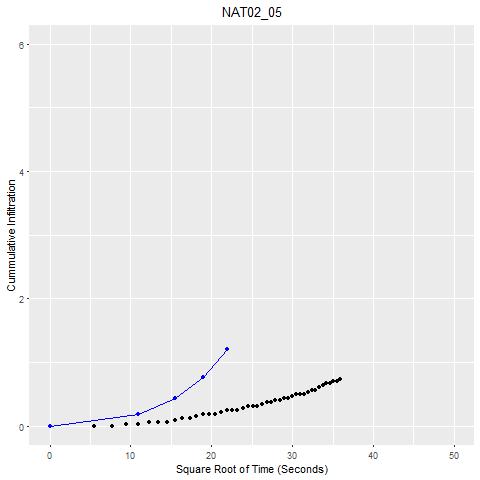 NAT02_05
6
4
2
0
Cummulative Infiltration
0 10 20 30 40 50
Square Root of Time (Seconds)